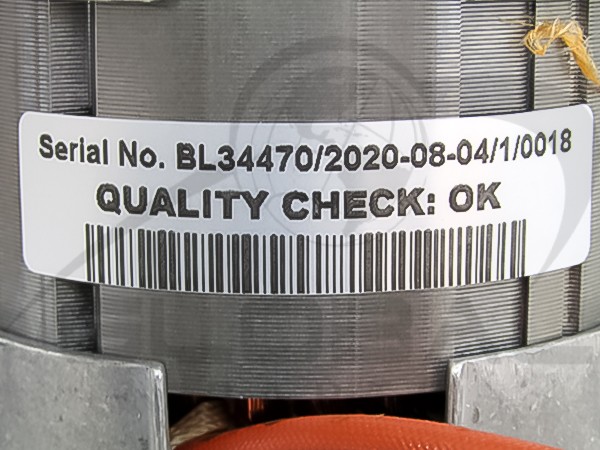 Serial No. BL34470/2020-08-04/1/0018
QUALITY CHECK: OK